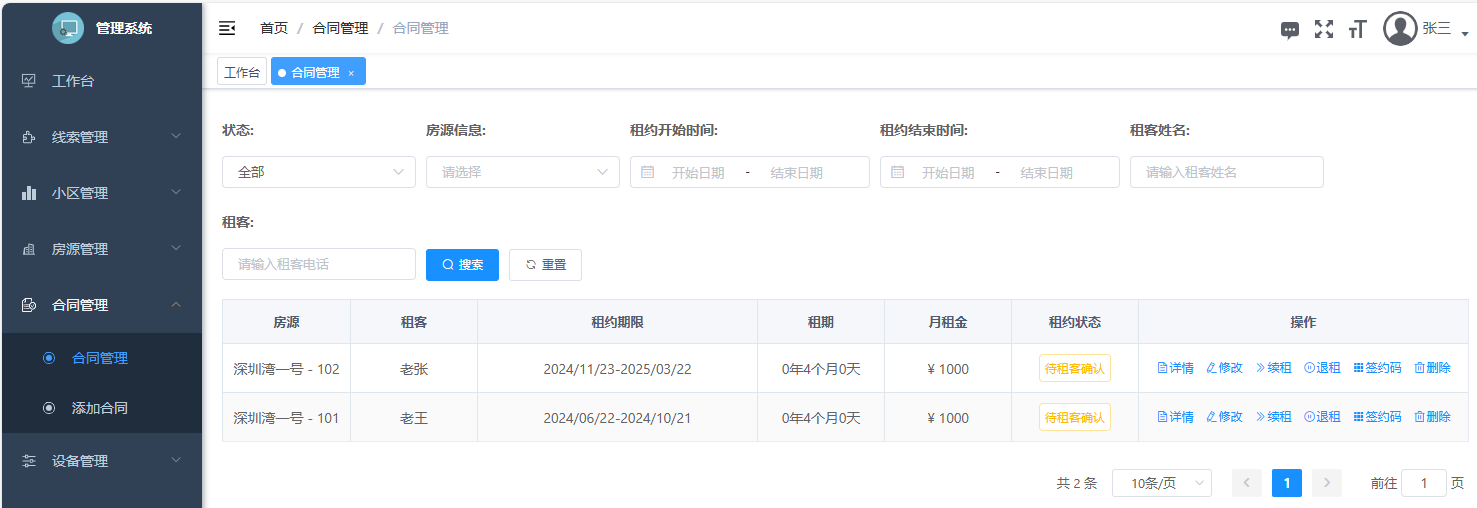 管理系统
首页 / 合同管理 / 合同管理
张三
工作台
合同管理 ×
工作台
线索管理
小区管理
房源管理
合同管理
合同管理
添加合同
设备管理
状态: 房源信息: 租约开始时间: 租约结束时间: 租客姓名:
全部 请选择 开始日期 - 结束日期 开始日期 - 结束日期 请输入租客姓名
租客:
请输入租客电话 搜索 重置
房源 租客 租约期限 租期 月租金 租约状态 操作
深圳湾一号 - 102 老张 2024/11/23-2025/03/22 0年4个月0天 ¥ 1000 待租客确认 详情 修改 续租 退租 签约码 删除
深圳湾一号 - 101 老王 2024/06/22-2024/10/21 0年4个月0天 ¥ 1000 待租客确认 详情 修改 续租 退租 签约码 删除
共 2 条 10条/页 < 1 > 前往 1 页